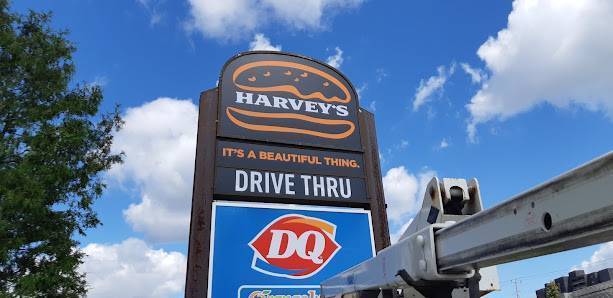 HARVEY'S
IT'S A BEAUTIFUL THING.
DRIVE THRU
DQ